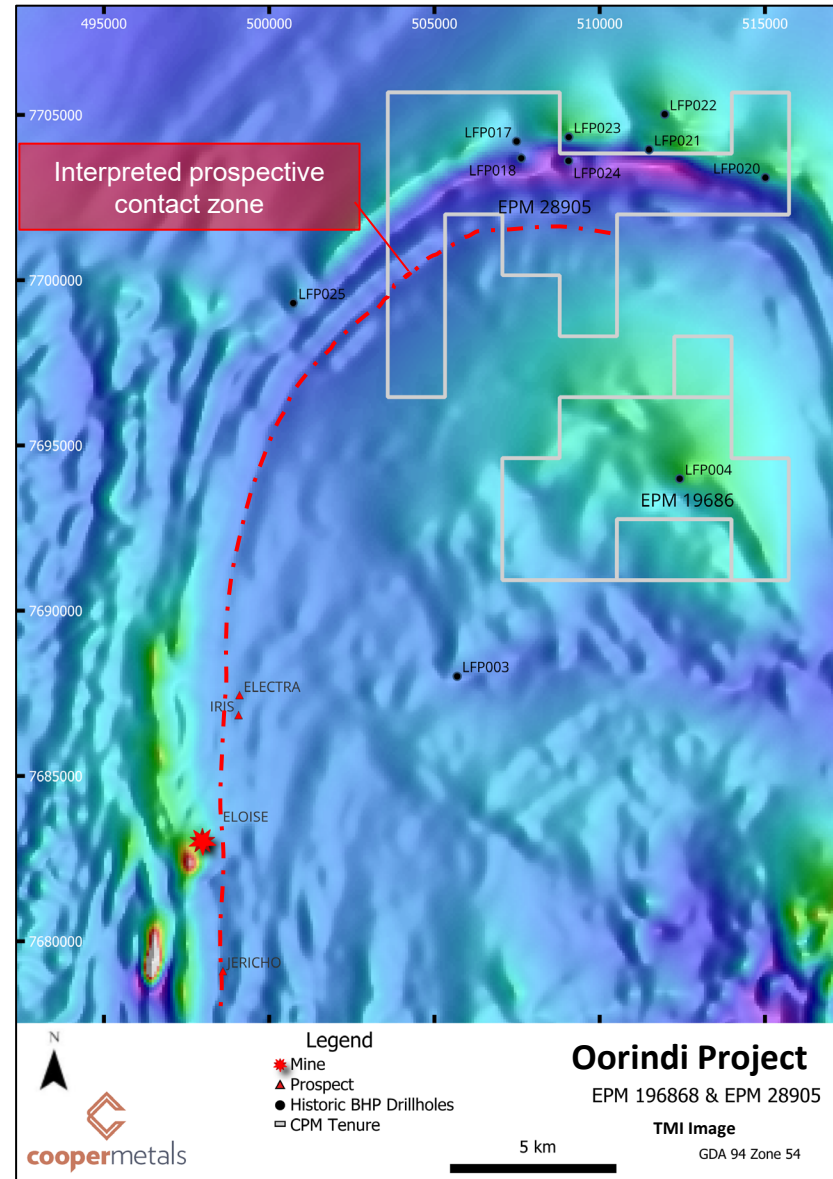 495000
500000
505000
510000
515000
7705000
LFP022
LFP017
LFP023
LFP021
LFP018
LFP024
LFP020
Interpreted prospective
contact zone
EPM 28905
7700000
LFP025
7695000
LFP004
EPM 19686
7690000
LFP003
ELECTRA
IRIS
7685000
ELOISE
7680000
JERICHO
N
Legend
Mine
Prospect
Historic BHP Drillholes
CPM Tenure
coopermetals
Oorindi Project
EPM 196868 & EPM 28905
TMI Image
GDA 94 Zone 54
5 km